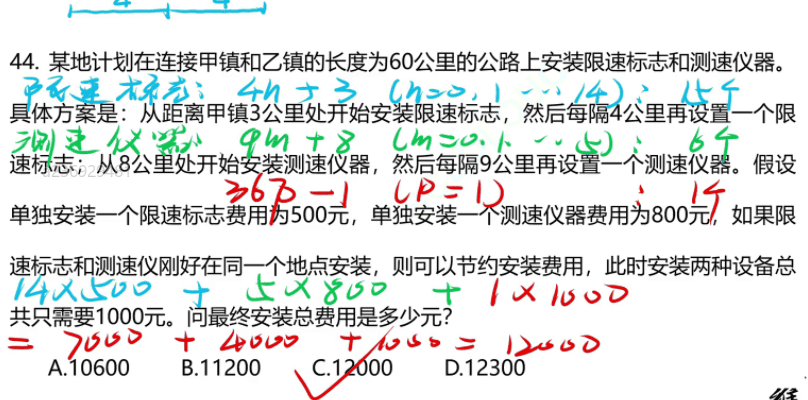 4 4
44. 某地计划在连接甲镇和乙镇的长度为60公里的公路上安装限速标志和测速仪器。
限速标志: 4n+3 (n=0.1 ... 14): 15个
具体方案是：从距离甲镇3公里处开始安装限速标志，然后每隔4公里再设置一个限
测速仪器: 9m+8 (m=0.1. ... 5): 6个
速标志；从8公里处开始安装测速仪器，然后每隔9公里再设置一个测速仪器。假设
36P-1 (P=1) : 1个
单独安装一个限速标志费用为500元，单独安装一个测速仪器费用为800元，如果限
速标志和测速仪刚好在同一个地点安装，则可以节约安装费用，此时安装两种设备总
14×500 + 5×800 + 1×1000
共只需要1000元。问最终安装总费用是多少元？
= 7000 + 4000 + 1000 = 12000
A.10600 B.11200 C.12000 D.12300